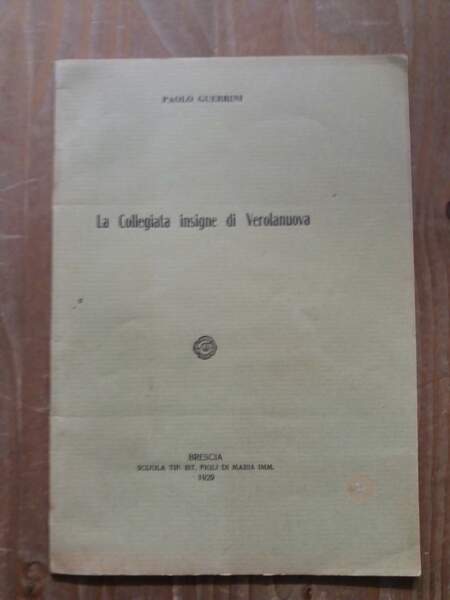 PAOLO GUERRINI
La Collegiata insigne di Verolanuova
BRESCIA
SCUOLA TIP. IST. FIGLI DI MARIA IMM.
1929